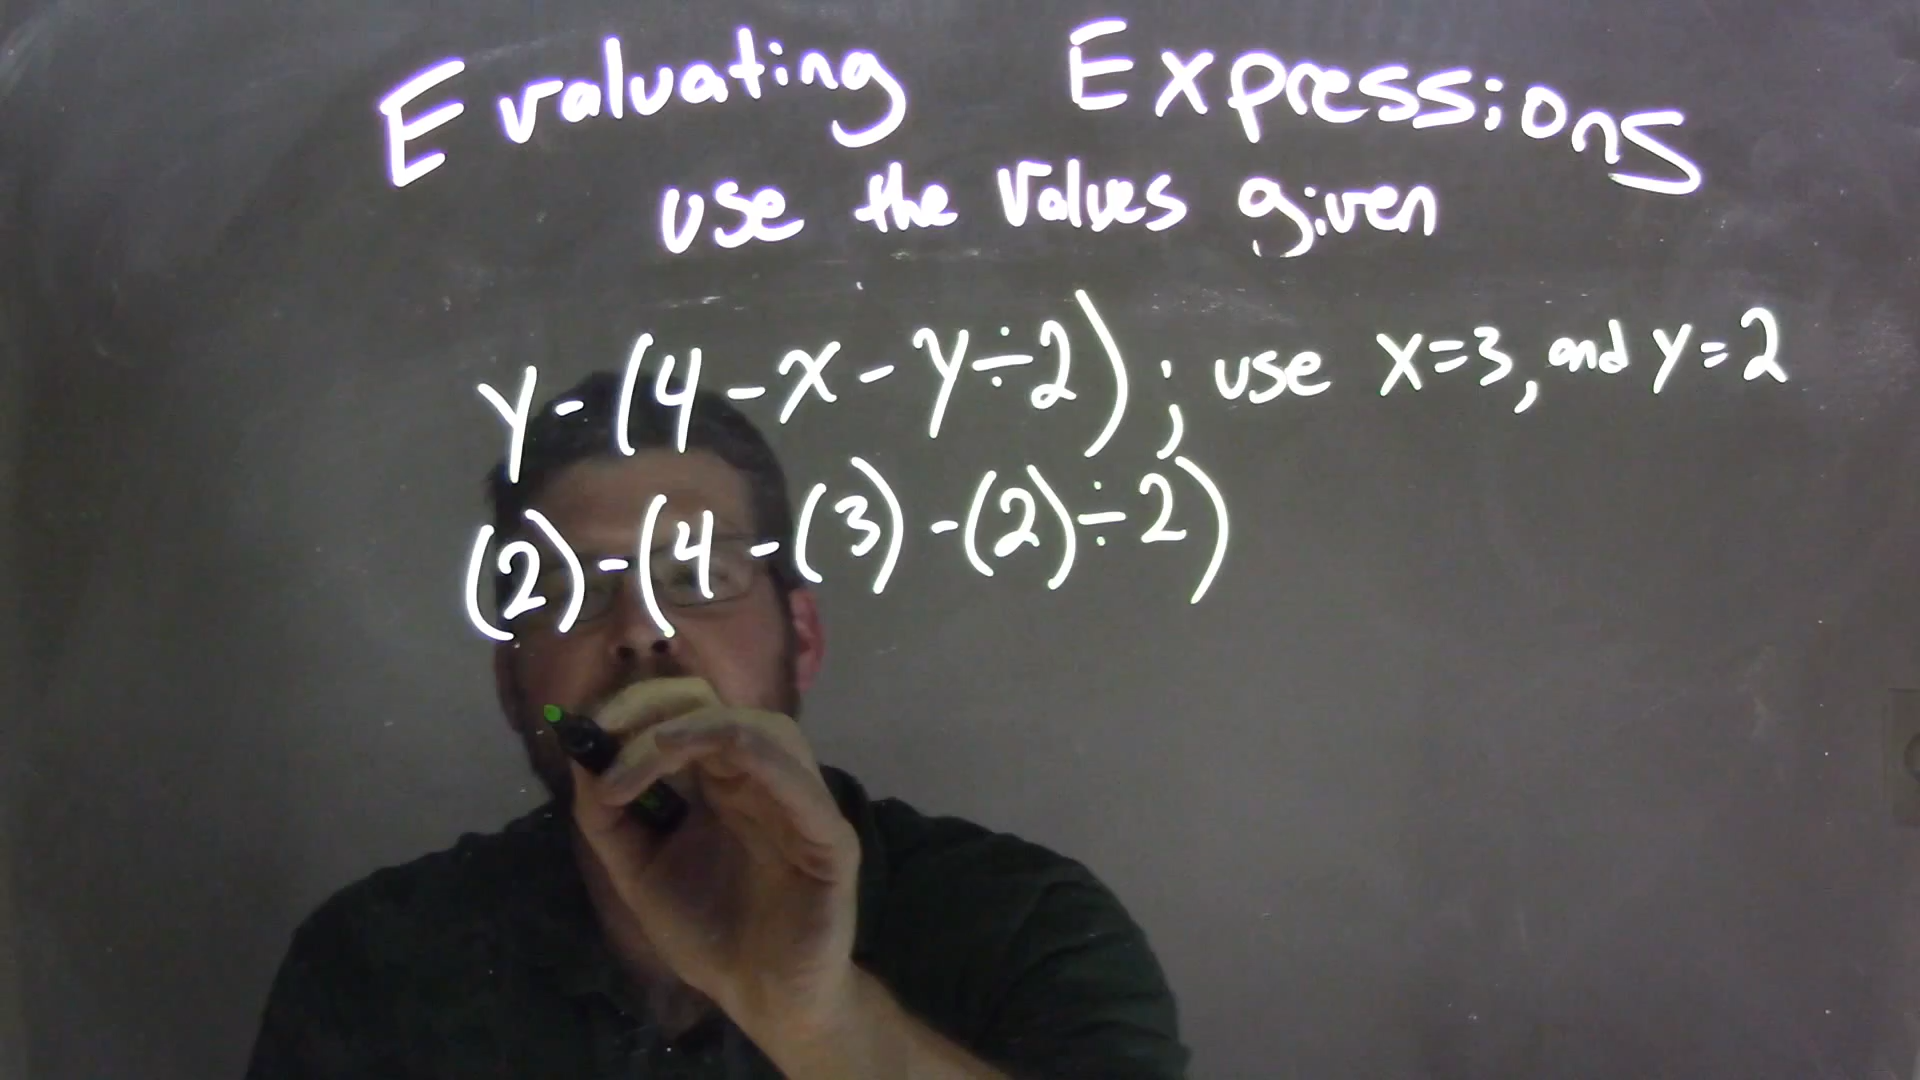 Evaluating Expressions
use the values given
y - (4 - x - y ÷ 2) ; use x=3, and y=2
(2) - (4 - (3) - (2) ÷ 2)